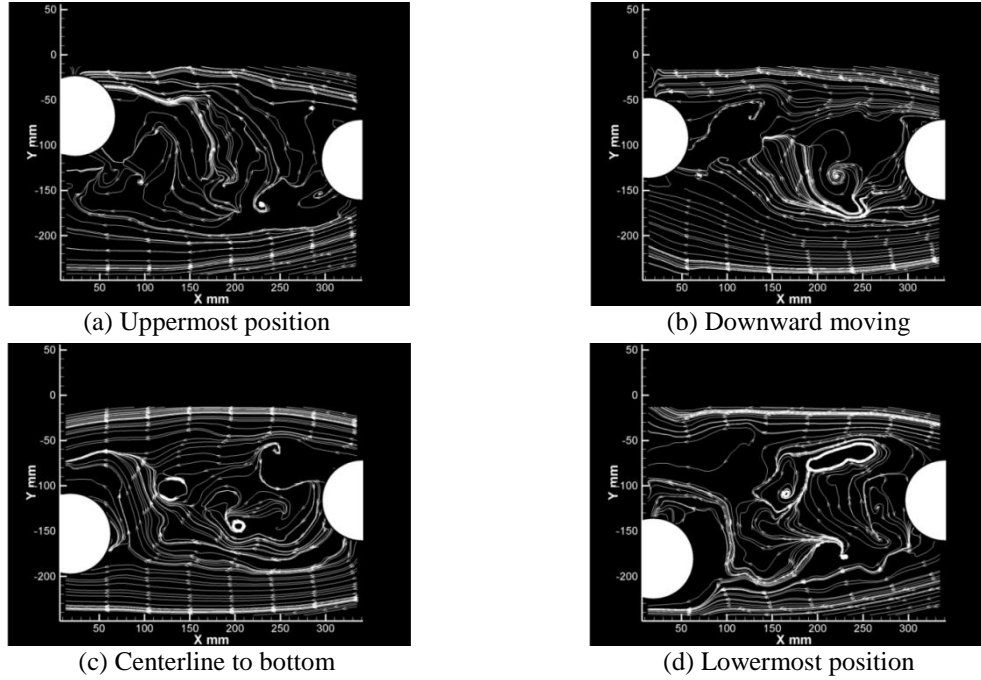 50
0
-50
-100
-150
-200
Y mm
50 100 150 200 250 300
X mm
(a) Uppermost position
50
0
-50
-100
-150
-200
Y mm
50 100 150 200 250 300
X mm
(b) Downward moving
50
0
-50
-100
-150
-200
Y mm
50 100 150 200 250 300
X mm
(c) Centerline to bottom
50
0
-50
-100
-150
-200
Y mm
50 100 150 200 250 300
X mm
(d) Lowermost position